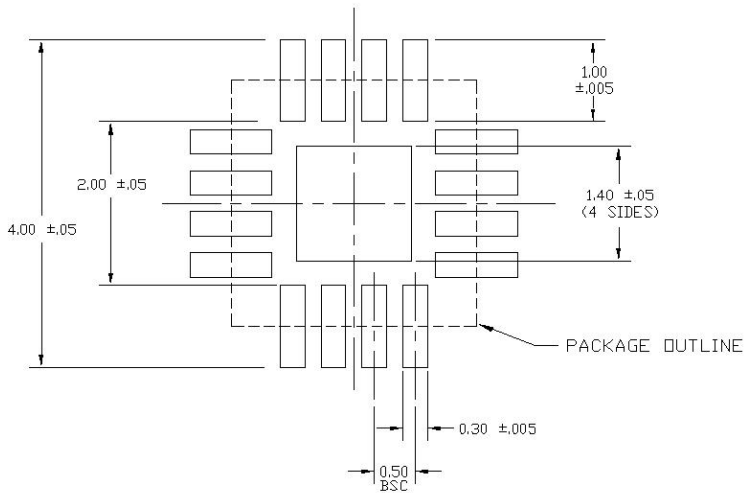 1.00
±.005
2.00 ±.05
1.40 ±.05
(4 SIDES)
4.00 ±.05
PACKAGE OUTLINE
0.30 ±.005
0.50
BSC